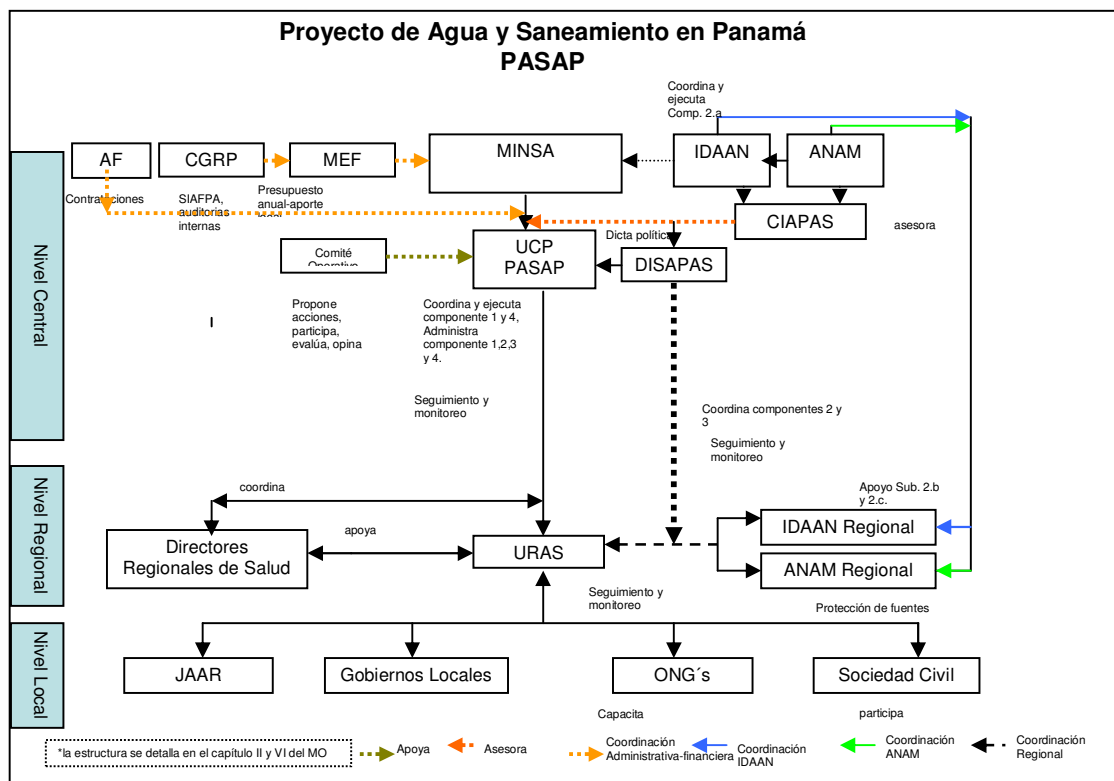 Proyecto de Agua y Saneamiento en Panamá
PASAP
Coordina y
ejecuta
Comp. 2.a
AF
CGRP
MEF
MINSA
IDAAN
ANAM
Contrataciones
SIAFPA,
auditorias
internas
Presupuesto
anual-aporte
CIAPAS
asesora
Dicta política
UCP
PASAP
DISAPAS
Comité
Operativo
Nivel Central
Propone
acciones,
participa,
evalúa, opina
Coordina y ejecuta
componente 1 y 4,
Administra
componente 1,2,3
y 4.
Seguimiento y
monitoreo
Coordina componentes 2 y
3
Seguimiento y
monitoreo
Nivel Regional
coordina
apoya
Apoyo Sub. 2.b
y 2.c.
Directores
Regionales de Salud
URAS
IDAAN Regional
ANAM Regional
Seguimiento y
monitoreo
Protección de fuentes
Nivel Local
JAAR
Gobiernos Locales
ONG´s
Sociedad Civil
Capacita
participa
*la estructura se detalla en el capítulo II y VI del MO
Apoya
Asesora
Coordinación
Administrativa-financiera
Coordinación
IDAAN
Coordinación
ANAM
Coordinación
Regional